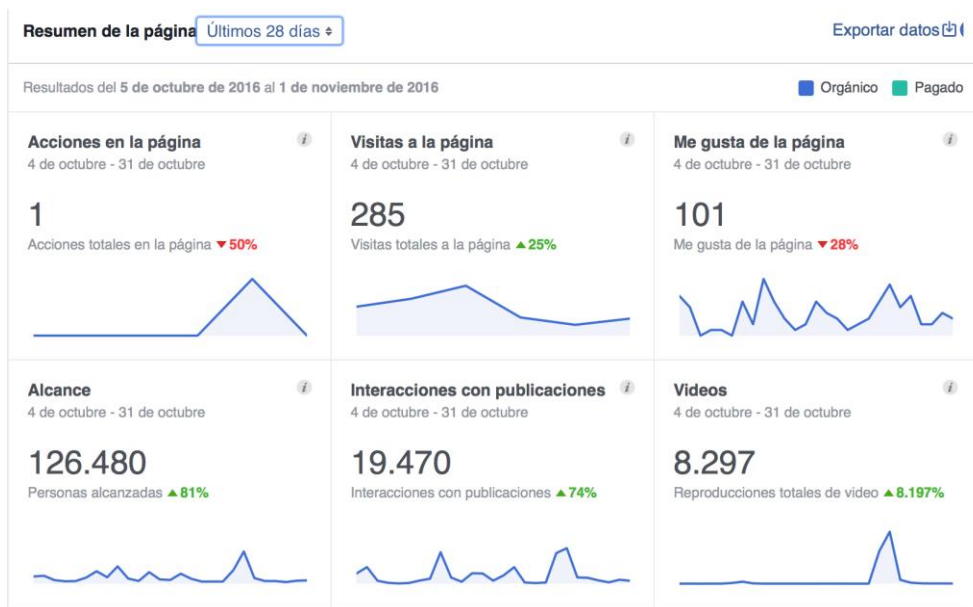 Resumen de la página Últimos 28 días
Exportar datos
Resultados del 5 de octubre de 2016 al 1 de noviembre de 2016
Orgánico Pagado
Acciones en la página
4 de octubre - 31 de octubre
1
Acciones totales en la página ▼50%
Visitas a la página
4 de octubre - 31 de octubre
285
Visitas totales a la página ▲25%
Me gusta de la página
4 de octubre - 31 de octubre
101
Me gusta de la página ▼28%
Alcance
4 de octubre - 31 de octubre
126.480
Personas alcanzadas ▲81%
Interacciones con publicaciones
4 de octubre - 31 de octubre
19.470
Interacciones con publicaciones ▲74%
Videos
4 de octubre - 31 de octubre
8.297
Reproducciones totales de video ▲8.197%